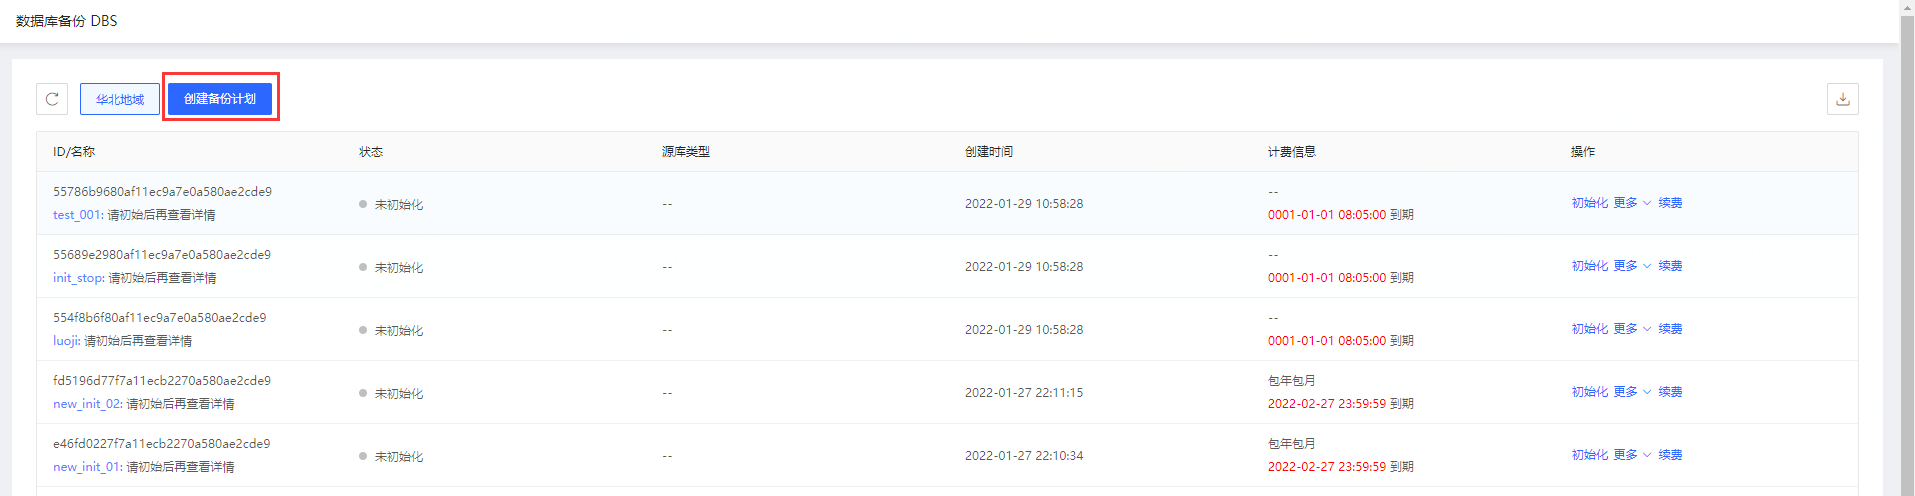 数据库备份 DBS
华北地域 创建备份计划
ID/名称 状态 源库类型 创建时间 计费信息 操作
55786b9680af11ec9a7e0a580ae2cde9
test_001: 请初始后再查看详情
未初始化 -- 2022-01-29 10:58:28
--
0001-01-01 08:05:00 到期
初始化 更多 续费
55689e2980af11ec9a7e0a580ae2cde9
init_stop: 请初始后再查看详情
未初始化 -- 2022-01-29 10:58:28
--
0001-01-01 08:05:00 到期
初始化 更多 续费
554f8b6f80af11ec9a7e0a580ae2cde9
luoji: 请初始后再查看详情
未初始化 -- 2022-01-29 10:58:28
--
0001-01-01 08:05:00 到期
初始化 更多 续费
fd5196d77f7a11ecb2270a580ae2cde9
new_init_02: 请初始后再查看详情
未初始化 -- 2022-01-27 22:11:15
包年包月
2022-02-27 23:59:59 到期
初始化 更多 续费
e46fd0227f7a11ecb2270a580ae2cde9
new_init_01: 请初始后再查看详情
未初始化 -- 2022-01-27 22:10:34
包年包月
2022-02-27 23:59:59 到期
初始化 更多 续费